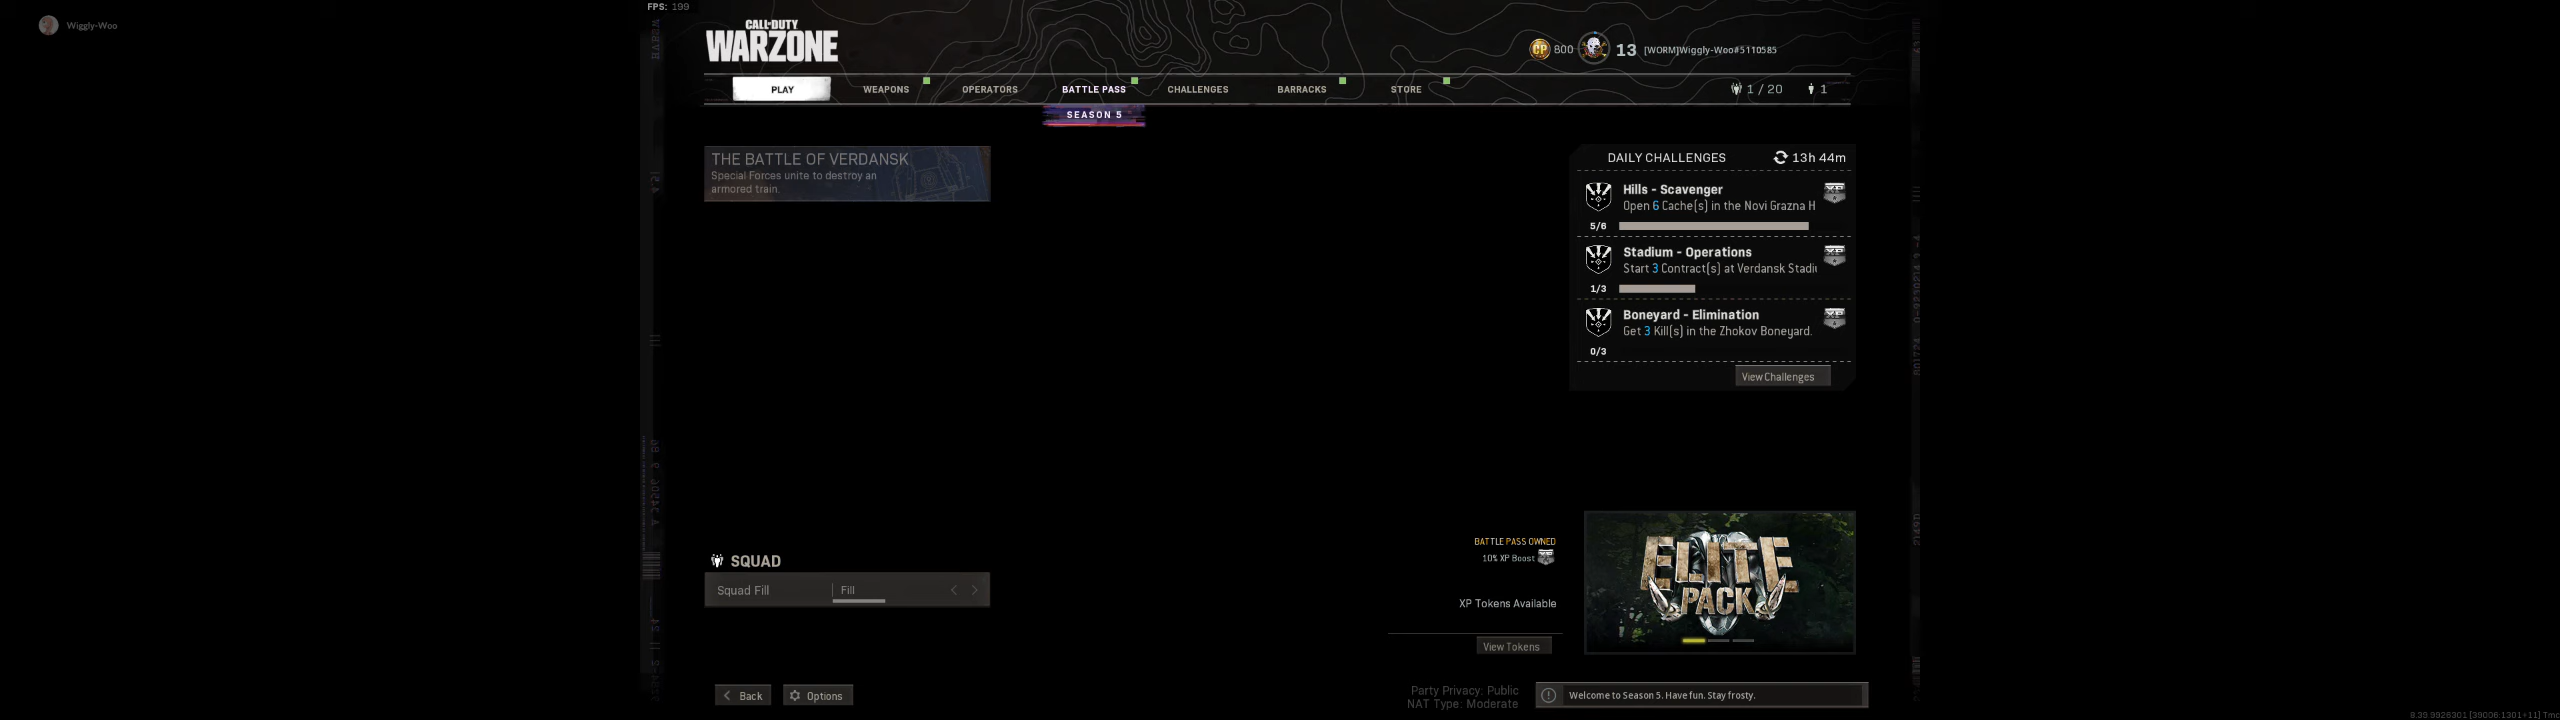 FPS: 199
Wiggly-Woo
CALL OF DUTY
WARZONE
CP 800 13 [WORM]Wiggly-Woo#5110585
PLAY WEAPONS OPERATORS BATTLE PASS CHALLENGES BARRACKS STORE 1 / 20 1
SEASON 5
THE BATTLE OF VERDANSK
Special Forces unite to destroy an
armored train.
DAILY CHALLENGES 13h 44m
Hills - Scavenger XP
Open 6 Cache(s) in the Novi Grazna H
5/6
Stadium - Operations XP
Start 3 Contract(s) at Verdansk Stadi
1/3
Boneyard - Elimination XP
Get 3 Kill(s) in the Zhokov Boneyard.
0/3
View Challenges
BATTLE PASS OWNED
10% XP Boost
XP Tokens Available
View Tokens
ELITE
PACK
SQUAD
Squad Fill Fill
Back Options
Party Privacy: Public
NAT Type: Moderate
Welcome to Season 5. Have fun. Stay frosty.